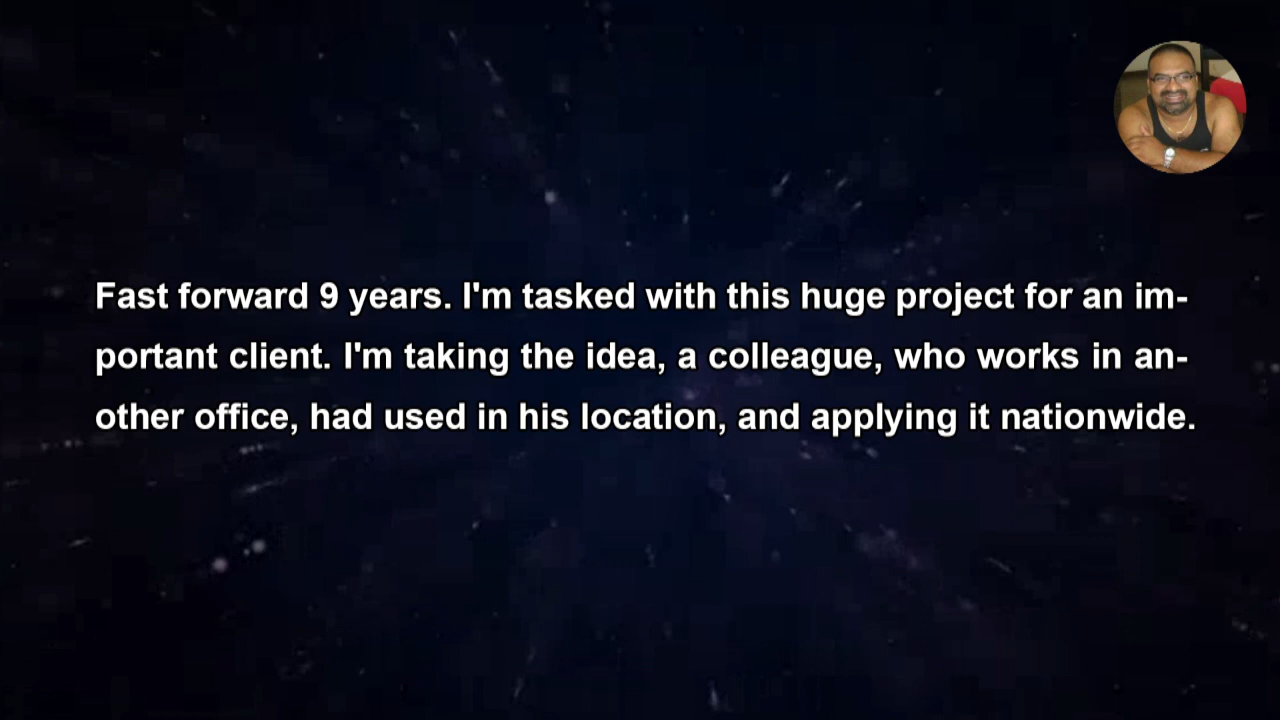 Fast forward 9 years. I'm tasked with this huge project for an im-
portant client. I'm taking the idea, a colleague, who works in an-
other office, had used in his location, and applying it nationwide.